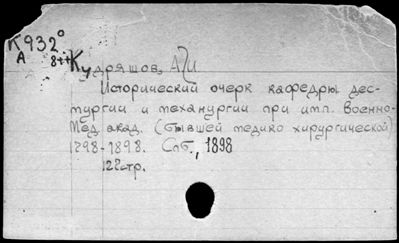 К932⁰
А 8++
Кудряшов, А. И
Исторический очерк кафедры дес-
мургии и механургии при имп. Военно-
Мед. акад. (бывшей медико хирургической)
1798-1898. Спб., 1898
122стр.